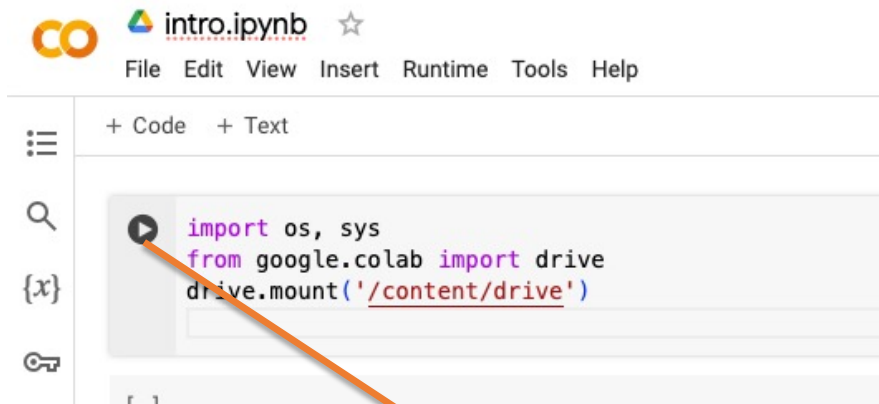 intro.ipynb
File Edit View Insert Runtime Tools Help
+ Code + Text
import os, sys
from google.colab import drive
{x}
drive.mount('/content/drive')
[ ]